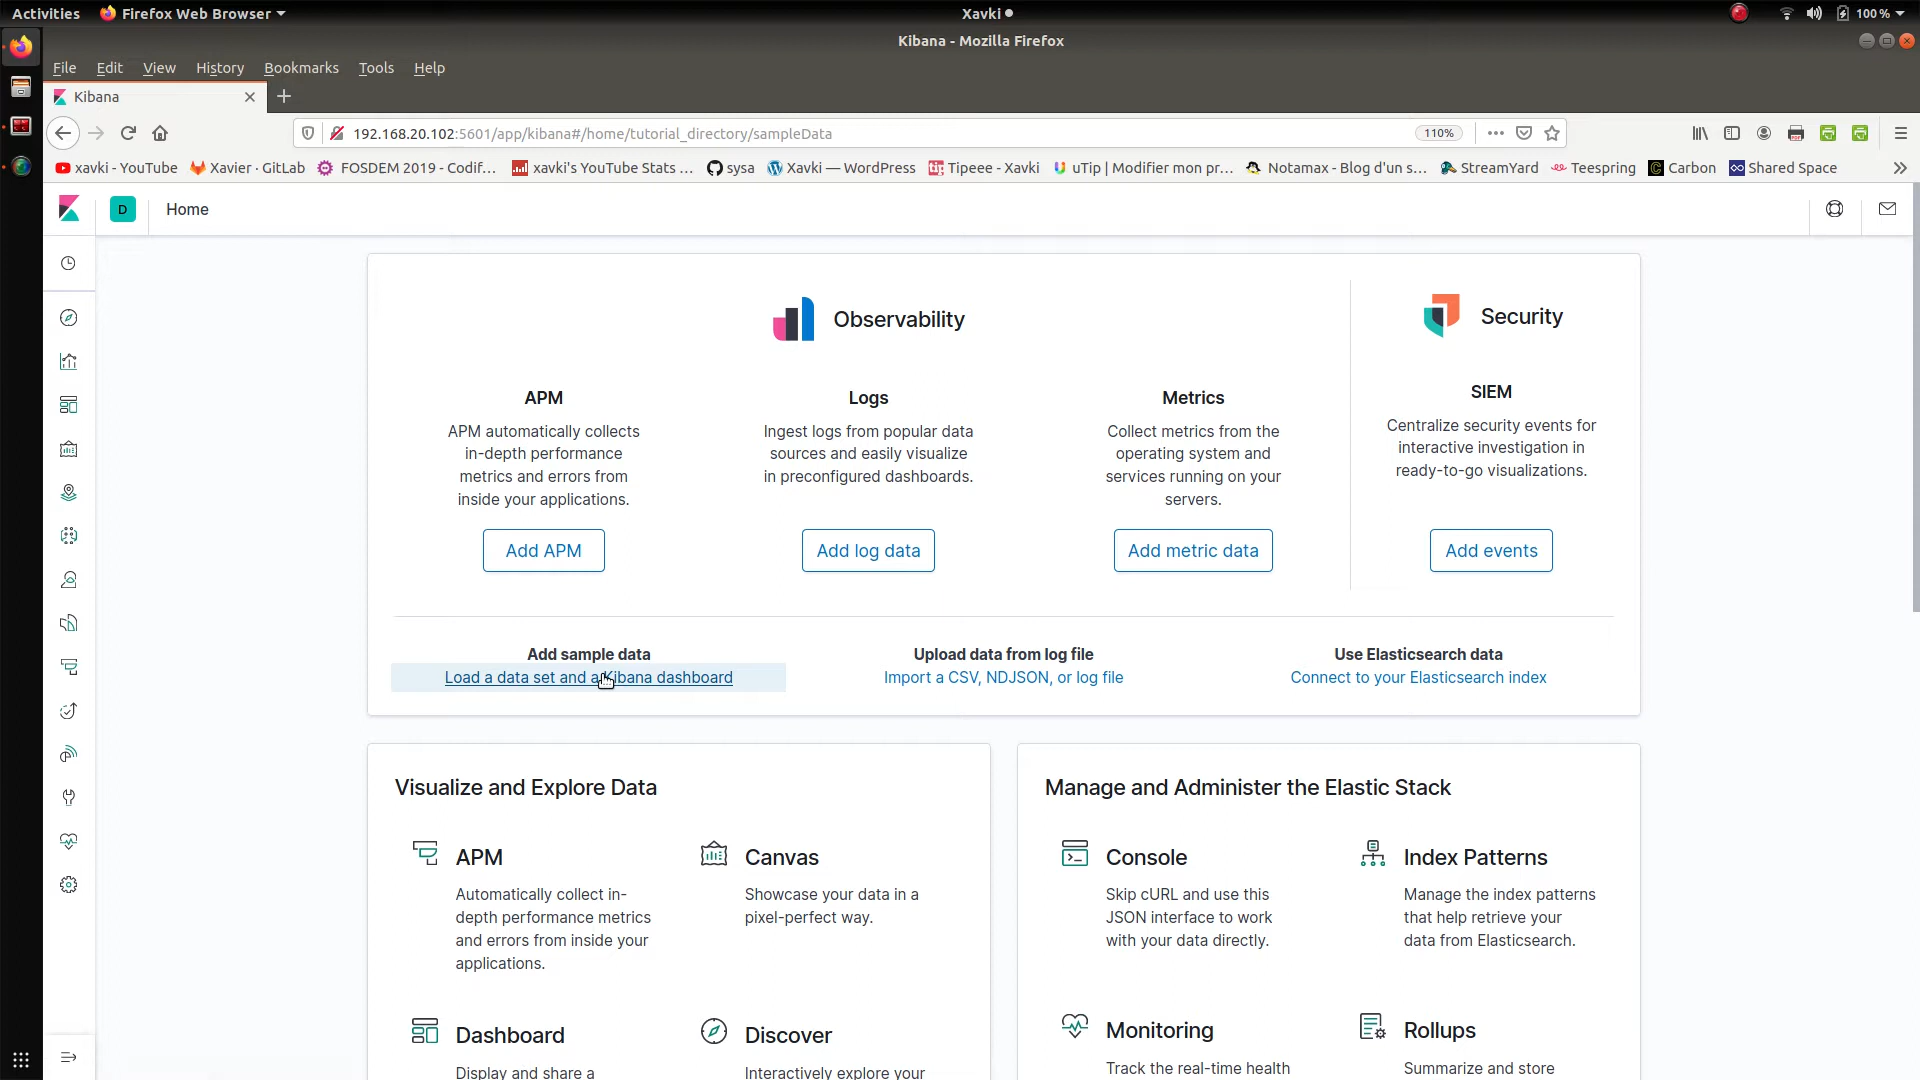 Activities
Firefox Web Browser
Xavki
100 %
Kibana - Mozilla Firefox
File Edit View History Bookmarks Tools Help
Kibana
192.168.20.102:5601/app/kibana#/home/tutorial_directory/sampleData
110%
xavki - YouTube
Xavier · GitLab
FOSDEM 2019 - Codif...
xavki's YouTube Stats ...
sysa
Xavki — WordPress
Tipeee - Xavki
uTip | Modifier mon pr...
Notamax - Blog d'un s...
StreamYard
Teespring
Carbon
Shared Space
D
Home
Observability
Security
APM
APM automatically collects
in-depth performance
metrics and errors from
inside your applications.
Add APM
Logs
Ingest logs from popular data
sources and easily visualize
in preconfigured dashboards.
Add log data
Metrics
Collect metrics from the
operating system and
services running on your
servers.
Add metric data
SIEM
Centralize security events for
interactive investigation in
ready-to-go visualizations.
Add events
Add sample data
Load a data set and a Kibana dashboard
Upload data from log file
Import a CSV, NDJSON, or log file
Use Elasticsearch data
Connect to your Elasticsearch index
Visualize and Explore Data
APM
Automatically collect in-
depth performance metrics
and errors from inside your
applications.
Canvas
Showcase your data in a
pixel-perfect way.
Dashboard
Display and share a
Discover
Interactively explore your
Manage and Administer the Elastic Stack
Console
Skip cURL and use this
JSON interface to work
with your data directly.
Index Patterns
Manage the index patterns
that help retrieve your
data from Elasticsearch.
Monitoring
Track the real-time health
Rollups
Summarize and store